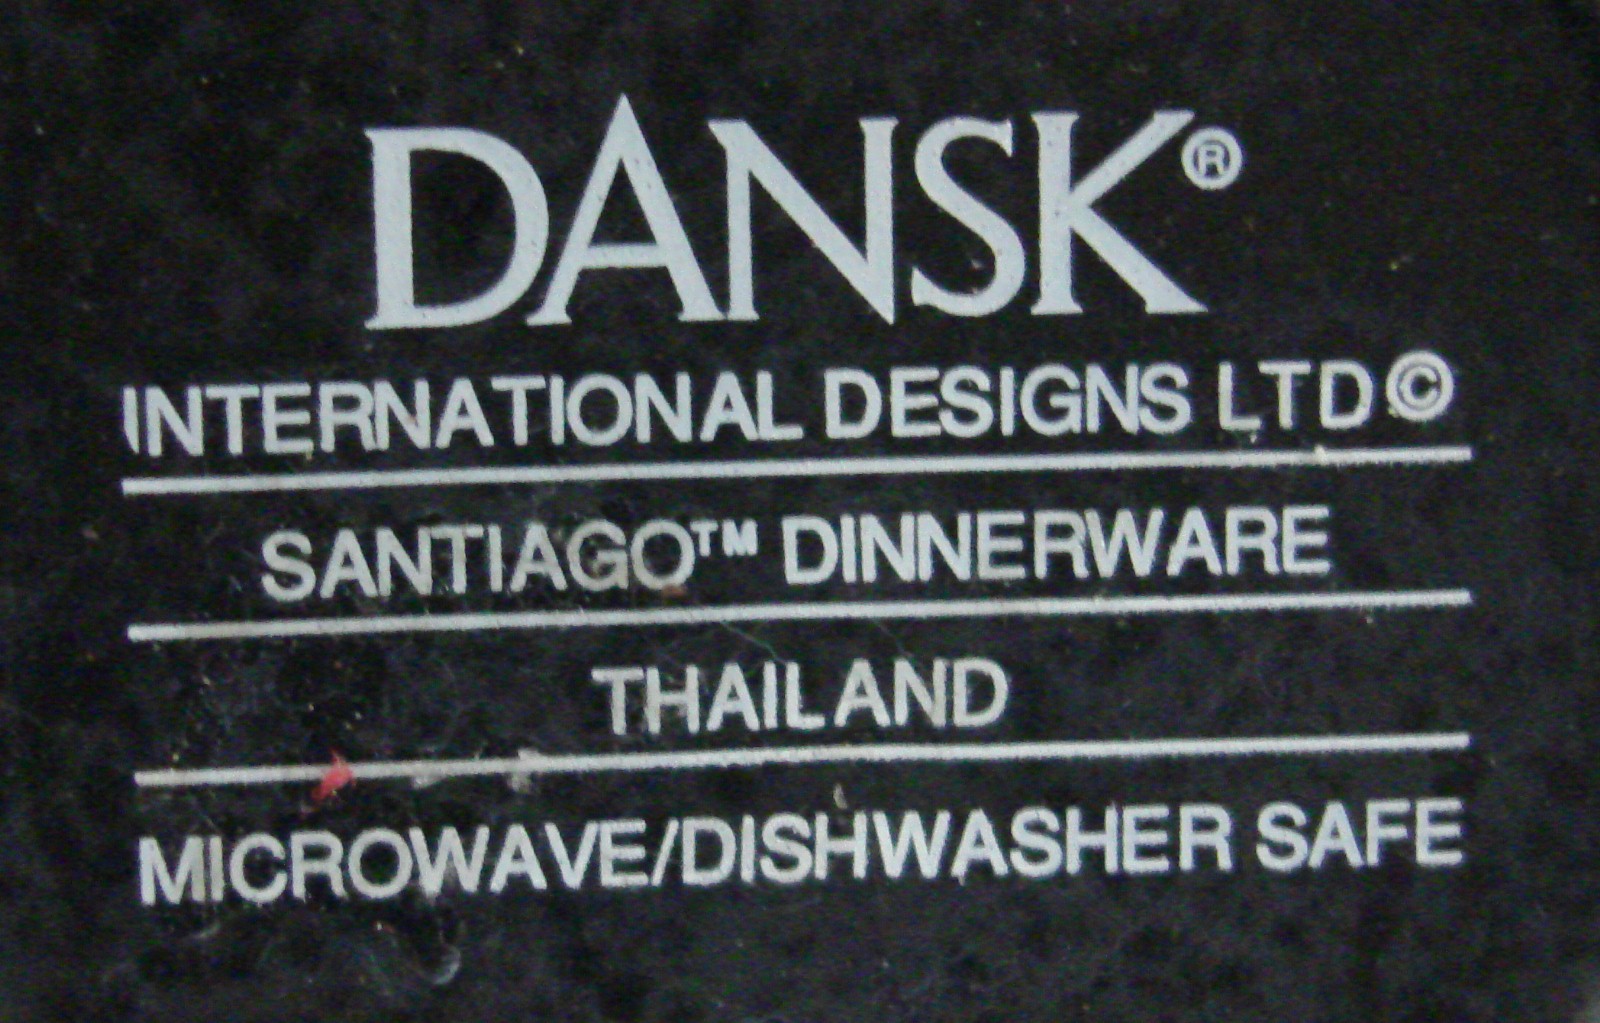 DANSK®
INTERNATIONAL DESIGNS LTD©
SANTIAGO™ DINNERWARE
THAILAND
MICROWAVE/DISHWASHER SAFE